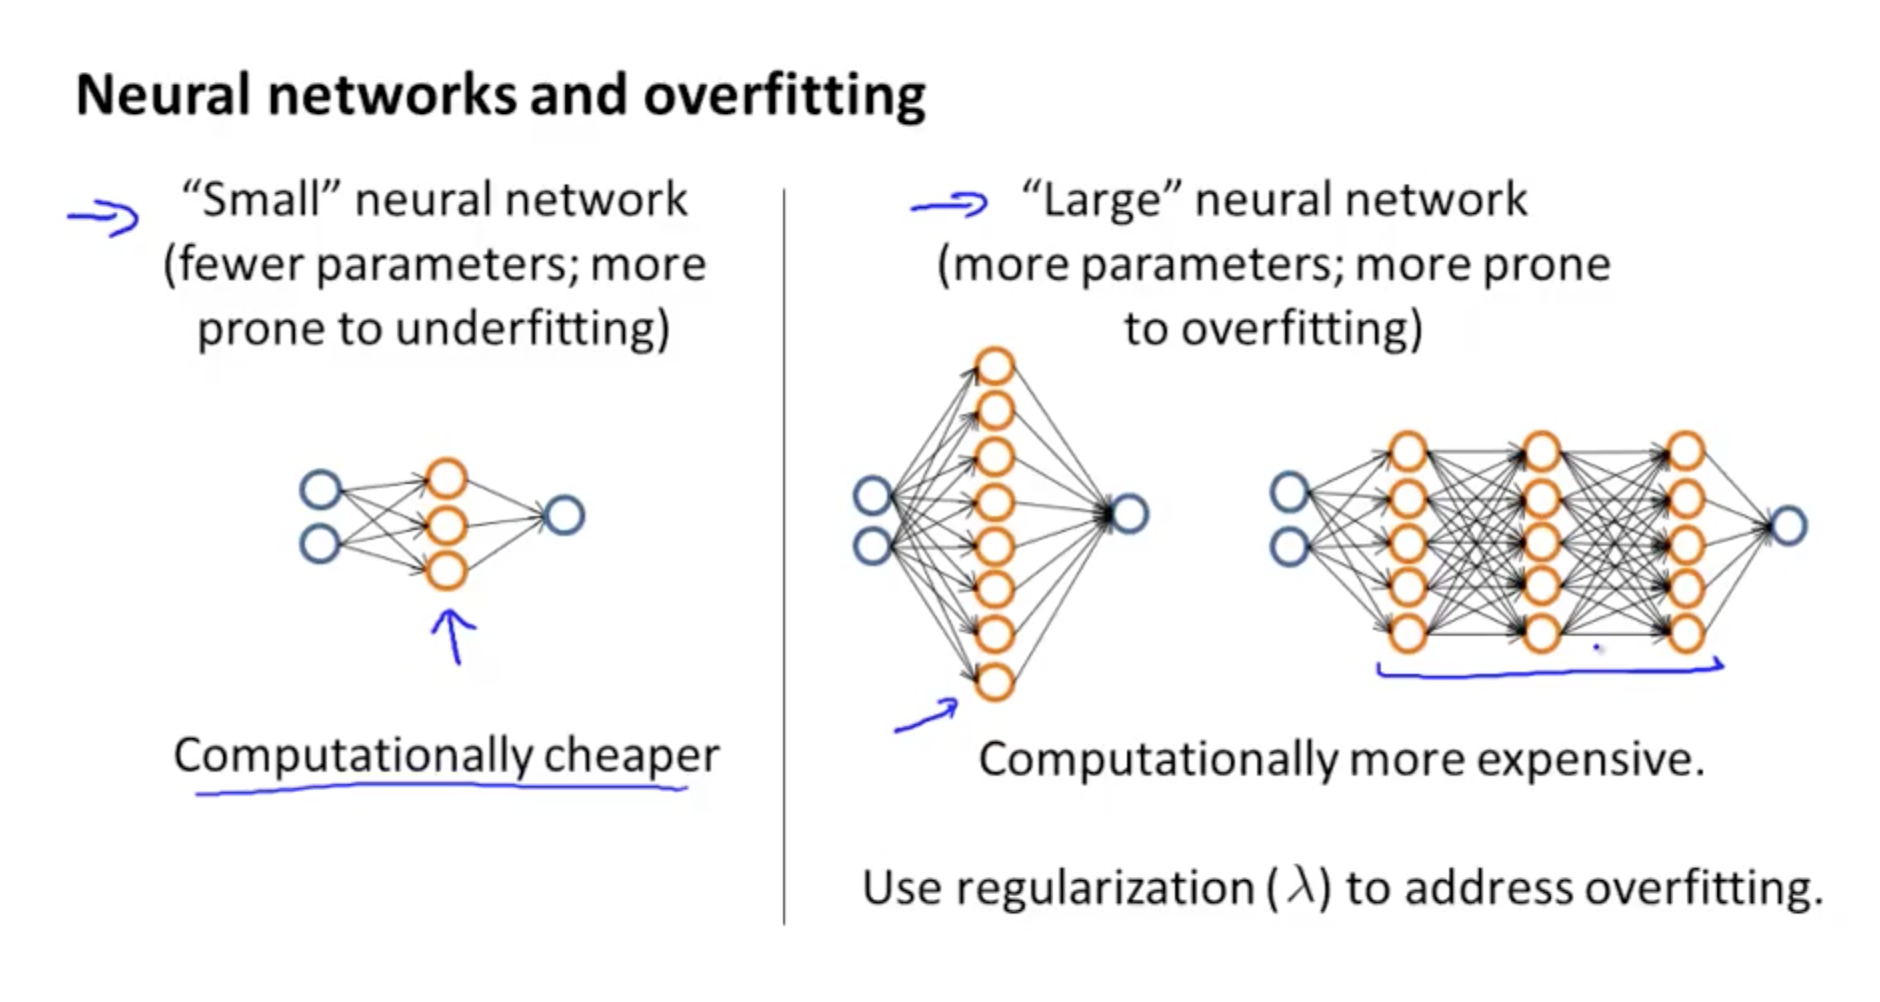 Neural networks and overfitting
“Small” neural network
(fewer parameters; more
prone to underfitting)
Computationally cheaper
“Large” neural network
(more parameters; more prone
to overfitting)
Computationally more expensive.
Use regularization (λ) to address overfitting.